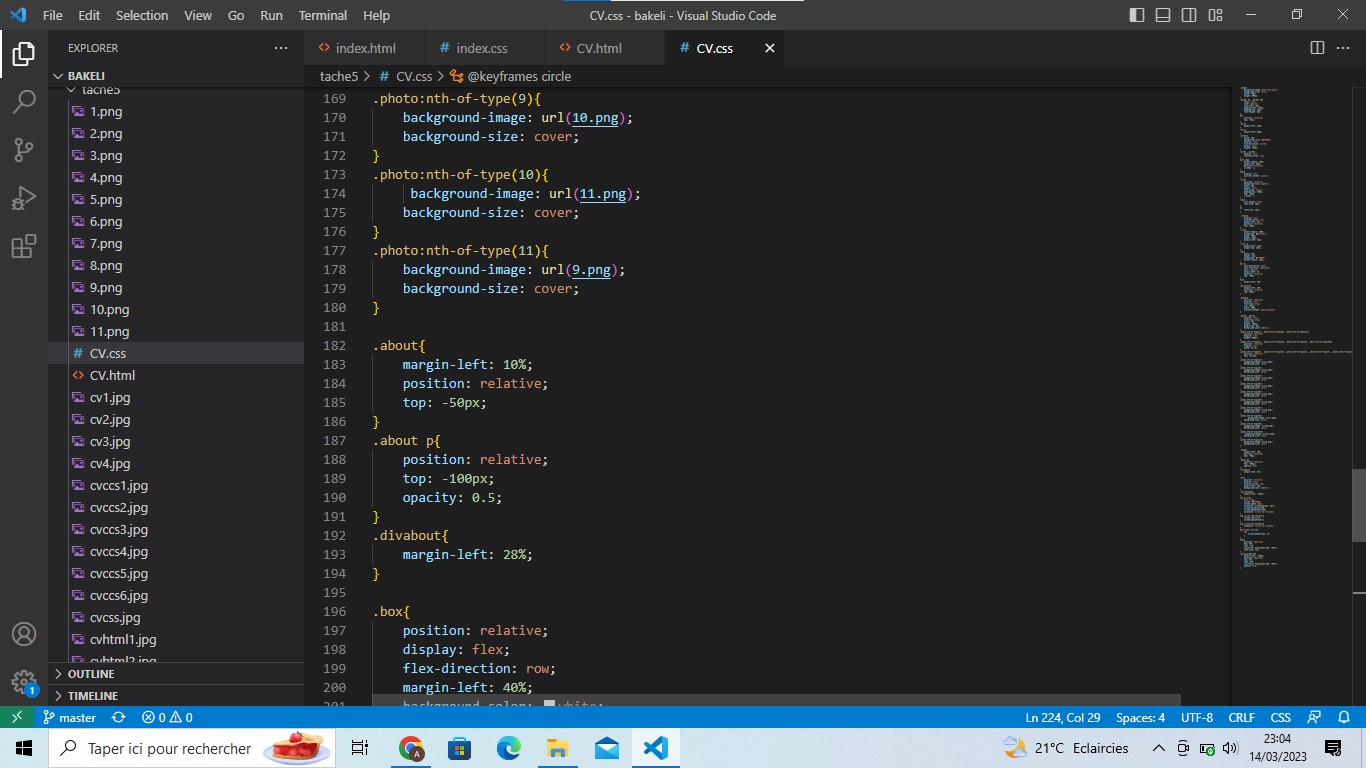 File Edit Selection View Go Run Terminal Help CV.css - bakeli - Visual Studio Code
EXPLORER
BAKELI
tache5
1.png
2.png
3.png
4.png
5.png
6.png
7.png
8.png
9.png
10.png
11.png
CV.css
CV.html
cv1.jpg
cv2.jpg
cv3.jpg
cv4.jpg
cvccs1.jpg
cvccs2.jpg
cvccs3.jpg
cvccs4.jpg
cvccs5.jpg
cvccs6.jpg
cvcss.jpg
cvhtml1.jpg
cvhtml2.jpg
OUTLINE
TIMELINE
index.html index.css CV.html CV.css
tache5 > CV.css > @keyframes circle
169 .photo:nth-of-type(9){
170 background-image: url(10.png);
171 background-size: cover;
172 }
173 .photo:nth-of-type(10){
174 background-image: url(11.png);
175 background-size: cover;
176 }
177 .photo:nth-of-type(11){
178 background-image: url(9.png);
179 background-size: cover;
180 }
181
182 .about{
183 margin-left: 10%;
184 position: relative;
185 top: -50px;
186 }
187 .about p{
188 position: relative;
189 top: -100px;
190 opacity: 0.5;
191 }
192 .divabout{
193 margin-left: 28%;
194 }
195
196 .box{
197 position: relative;
198 display: flex;
199 flex-direction: row;
200 margin-left: 40%;
201 background-color: white;
1
master 0 0 Ln 224, Col 29 Spaces: 4 UTF-8 CRLF CSS
Taper ici pour rechercher 21°C Eclaircies 23:04
14/03/2023